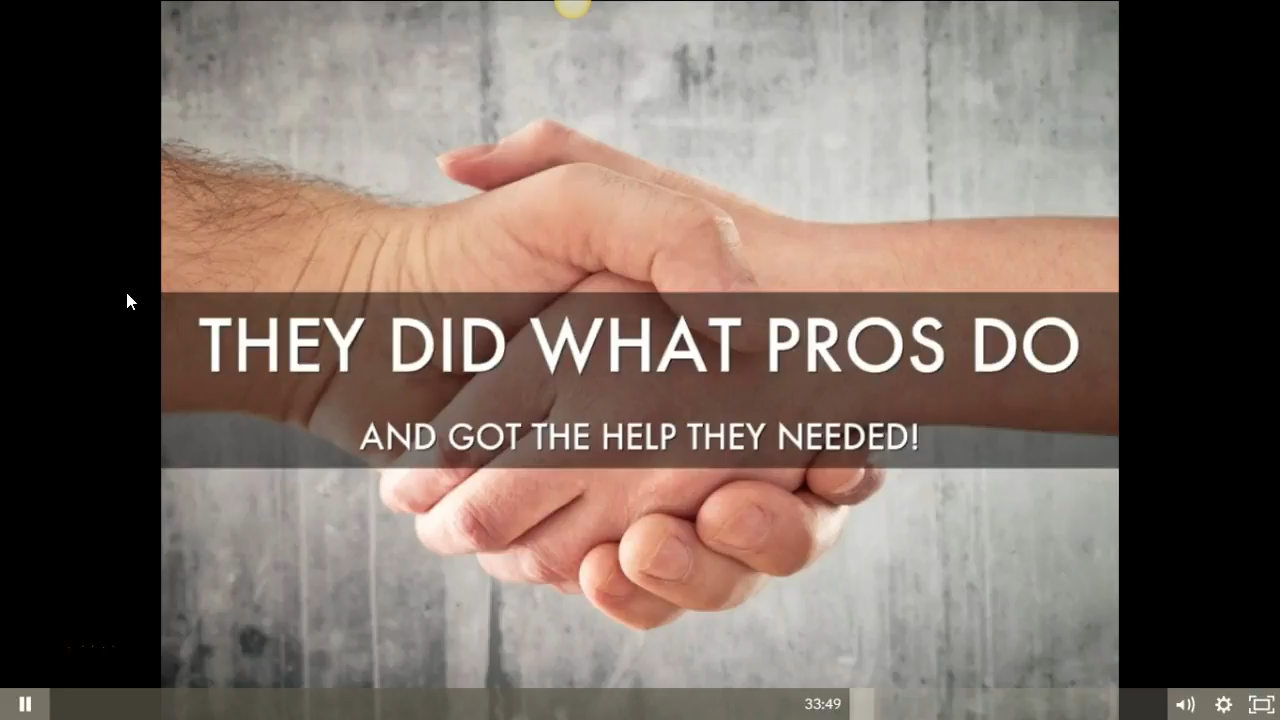 THEY DID WHAT PROS DO
AND GOT THE HELP THEY NEEDED!
33:49